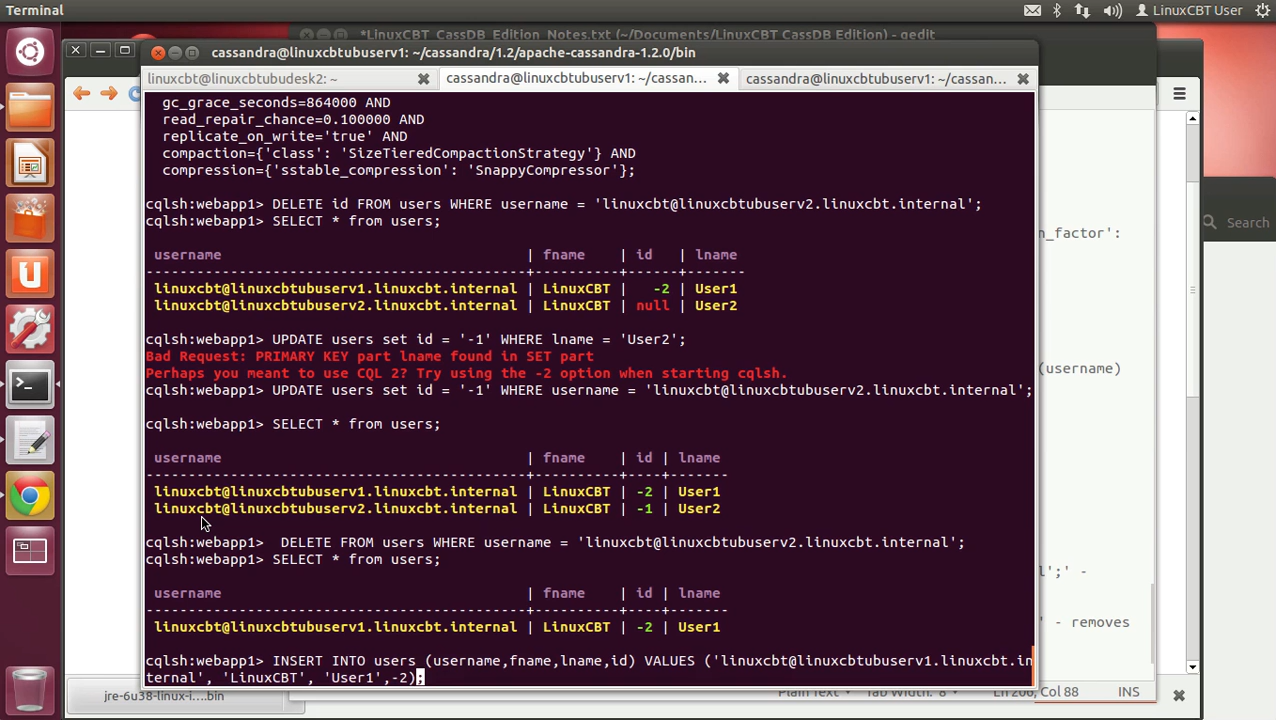 Terminal
LinuxCBT User
*LinuxCBT CassDB Edition Notes.txt (~/Documents/LinuxCBT CassDB Edition) - gedit
cassandra@linuxcbtubuserv1: ~/cassandra/1.2/apache-cassandra-1.2.0/bin
linuxcbt@linuxcbtubudesk2: ~
cassandra@linuxcbtubuserv1: ~/cassan...
cassandra@linuxcbtubuserv1: ~/cassan...
gc_grace_seconds=864000 AND
read_repair_chance=0.100000 AND
replicate_on_write='true' AND
compaction={'class': 'SizeTieredCompactionStrategy'} AND
compression={'sstable_compression': 'SnappyCompressor'};
cqlsh:webapp1> DELETE id FROM users WHERE username = 'linuxcbt@linuxcbtubuserv2.linuxcbt.internal';
cqlsh:webapp1> SELECT * from users;
username | fname | id | lname
-----------------------------------------------+----------+------+-------
linuxcbt@linuxcbtubuserv1.linuxcbt.internal | LinuxCBT | -2 | User1
linuxcbt@linuxcbtubuserv2.linuxcbt.internal | LinuxCBT | null | User2
cqlsh:webapp1> UPDATE users set id = '-1' WHERE lname = 'User2';
Bad Request: PRIMARY KEY part lname found in SET part
Perhaps you meant to use CQL 2? Try using the -2 option when starting cqlsh.
cqlsh:webapp1> UPDATE users set id = '-1' WHERE username = 'linuxcbt@linuxcbtubuserv2.linuxcbt.internal';
cqlsh:webapp1> SELECT * from users;
username | fname | id | lname
-----------------------------------------------+----------+----+-------
linuxcbt@linuxcbtubuserv1.linuxcbt.internal | LinuxCBT | -2 | User1
linuxcbt@linuxcbtubuserv2.linuxcbt.internal | LinuxCBT | -1 | User2
cqlsh:webapp1>  DELETE FROM users WHERE username = 'linuxcbt@linuxcbtubuserv2.linuxcbt.internal';
cqlsh:webapp1> SELECT * from users;
username | fname | id | lname
-----------------------------------------------+----------+----+-------
linuxcbt@linuxcbtubuserv1.linuxcbt.internal | LinuxCBT | -2 | User1
cqlsh:webapp1> INSERT INTO users (username,fname,lname,id) VALUES ('linuxcbt@linuxcbtubuserv1.linuxcbt.in
ternal', 'LinuxCBT', 'User1',-2);
Search
n_factor':
(username)
l';' -
' - removes
jre-6u38-linux-i....bin
Plain Text
Tab Width: 8
Ln 206, Col 88
INS